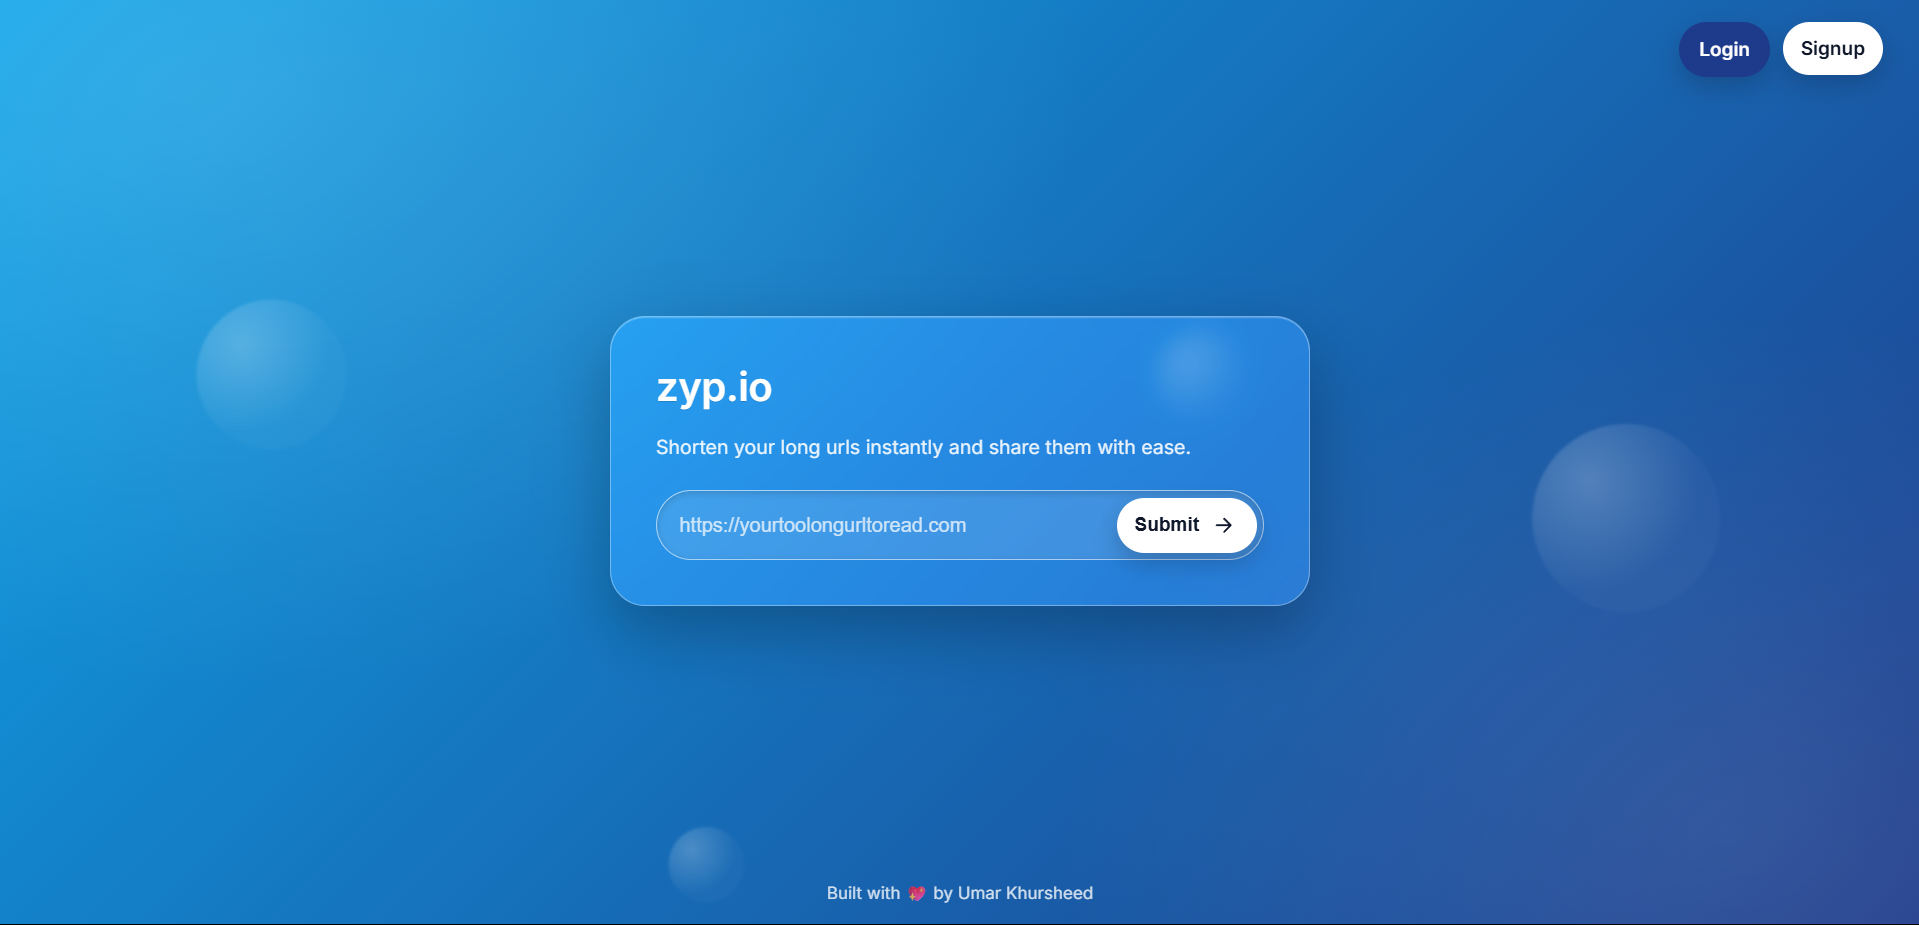 Login
Signup
zyp.io
Shorten your long urls instantly and share them with ease.
https://yourtoolongurltoread.com
Submit →
Built with 💖 by Umar Khursheed